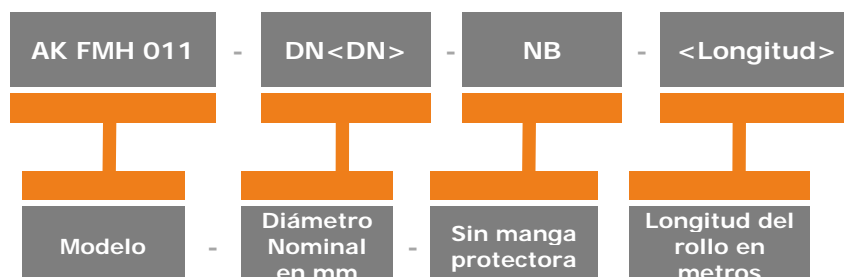 AK FMH 011 - DN<DN> - NB - <Longitud>
Modelo - Diámetro Nominal en mm - Sin manga protectora Longitud del rollo en metros